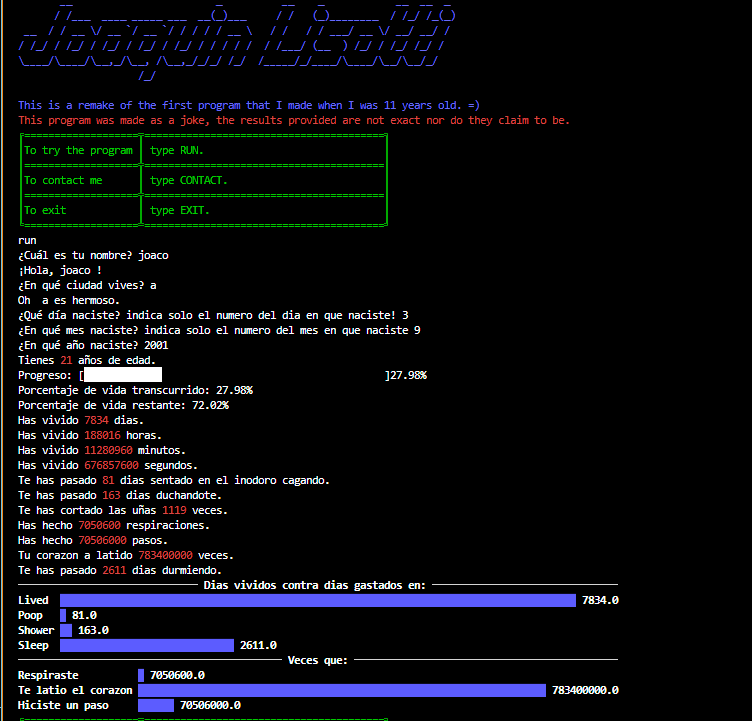 This is a remake of the first program that I made when I was 11 years old. =)
This program was made as a joke, the results provided are not exact nor do they claim to be.
To try the program type RUN.
To contact me type CONTACT.
To exit type EXIT.
run
¿Cuál es tu nombre? joaco
¡Hola, joaco !
¿En qué ciudad vives? a
Oh a es hermoso.
¿Qué día naciste? indica solo el numero del dia en que naciste! 3
¿En qué mes naciste? indica solo el numero del mes en que naciste 9
¿En qué año naciste? 2001
Tienes 21 años de edad.
Progreso: [ ]27.98%
Porcentaje de vida transcurrido: 27.98%
Porcentaje de vida restante: 72.02%
Has vivido 7834 dias.
Has vivido 188016 horas.
Has vivido 11280960 minutos.
Has vivido 676857600 segundos.
Te has pasado 81 dias sentado en el inodoro cagando.
Te has pasado 163 dias duchandote.
Te has cortado las uñas 1119 veces.
Has hecho 7050600 respiraciones.
Has hecho 70506000 pasos.
Tu corazon a latido 783400000 veces.
Te has pasado 2611 dias durmiendo.
Dias vividos contra dias gastados en:
Lived 7834.0
Poop 81.0
Shower 163.0
Sleep 2611.0
Veces que:
Respiraste 7050600.0
Te latio el corazon 783400000.0
Hiciste un paso 70506000.0